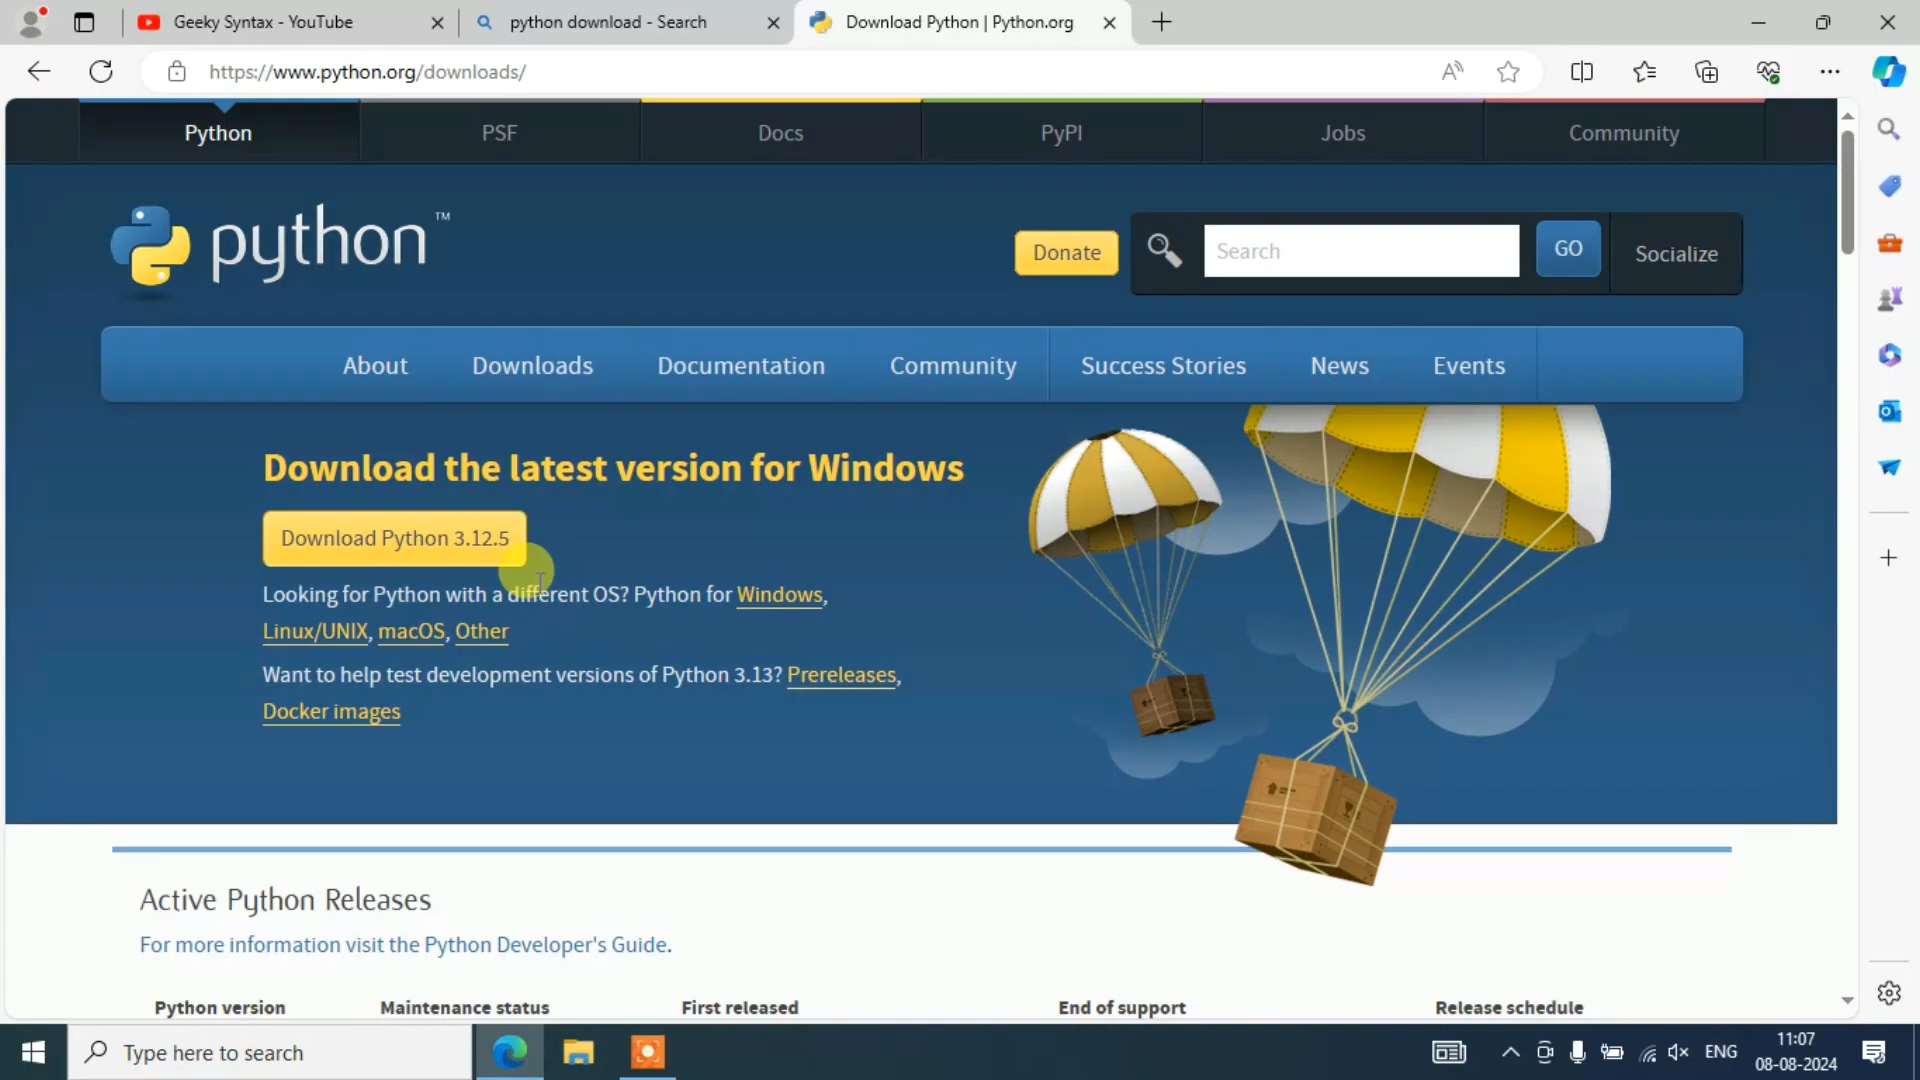 Geeky Syntax - YouTube
python download - Search
Download Python | Python.org
https://www.python.org/downloads/
Python
PSF
Docs
PyPI
Jobs
Community
python™
Donate
Search
GO
Socialize
About
Downloads
Documentation
Community
Success Stories
News
Events
Download the latest version for Windows
Download Python 3.12.5
Looking for Python with a different OS? Python for Windows,
Linux/UNIX, macOS, Other
Want to help test development versions of Python 3.13? Prereleases,
Docker images
Active Python Releases
For more information visit the Python Developer's Guide.
Python version
Maintenance status
First released
End of support
Release schedule
Type here to search
ENG
11:07
08-08-2024